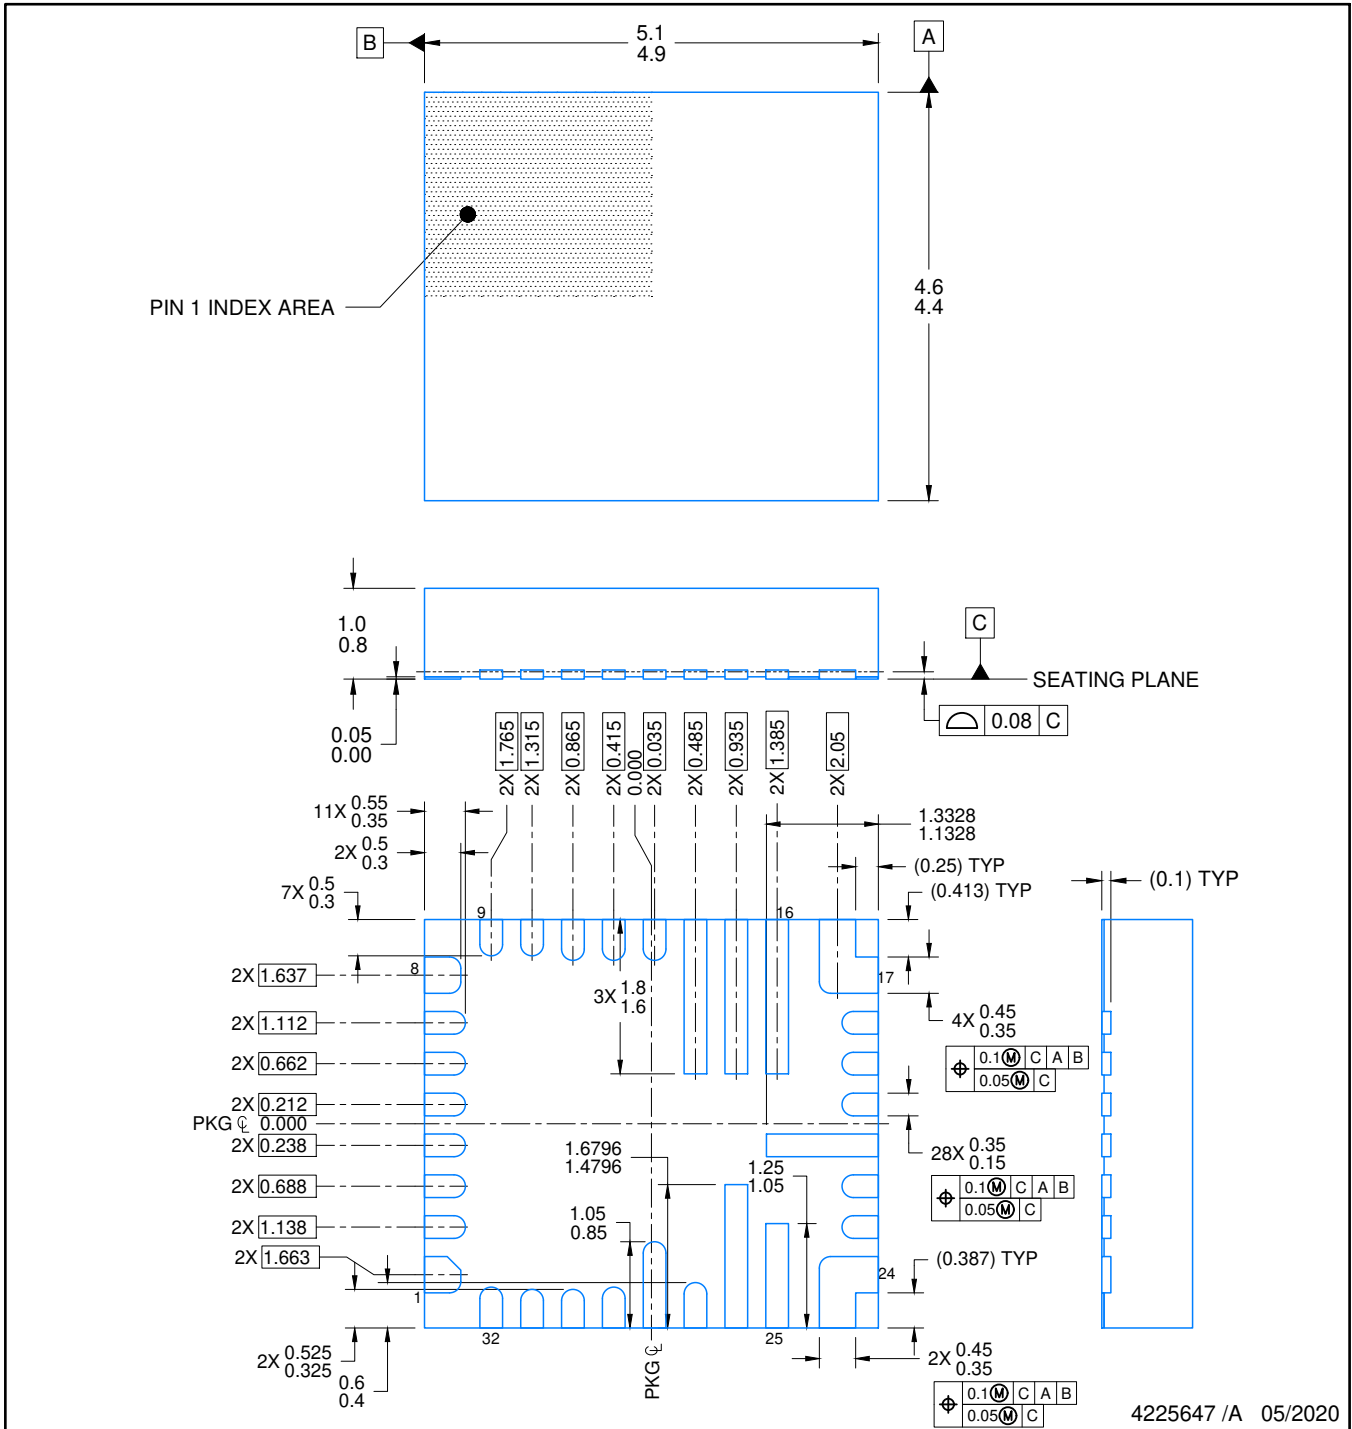 B
5.1
4.9
A
PIN 1 INDEX AREA
4.6
4.4
1.0
0.8
C
SEATING PLANE
0.08 C
0.05
0.00
2X 1.765
2X 1.315
2X 0.865
2X 0.415
0.000
2X 0.035
2X 0.485
2X 0.935
2X 1.385
2X 2.05
11X 0.55
0.35
2X 0.5
0.3
7X 0.5
0.3
1.3328
1.1328
(0.25) TYP
(0.413) TYP
(0.1) TYP
9
16
8
17
2X 1.637
3X 1.8
1.6
2X 1.112
4X 0.45
0.35
0.1 Ⓜ C A B
0.05 Ⓜ C
2X 0.662
2X 0.212
PKG ℄ 0.000
2X 0.238
28X 0.35
0.15
0.1 Ⓜ C A B
0.05 Ⓜ C
1.6796
1.4796
1.25
1.05
2X 0.688
1.05
0.85
2X 1.138
2X 1.663
(0.387) TYP
24
1
32
25
2X 0.525
0.325
0.6
0.4
PKG ℄
2X 0.45
0.35
0.1 Ⓜ C A B
0.05 Ⓜ C
4225647 /A 05/2020